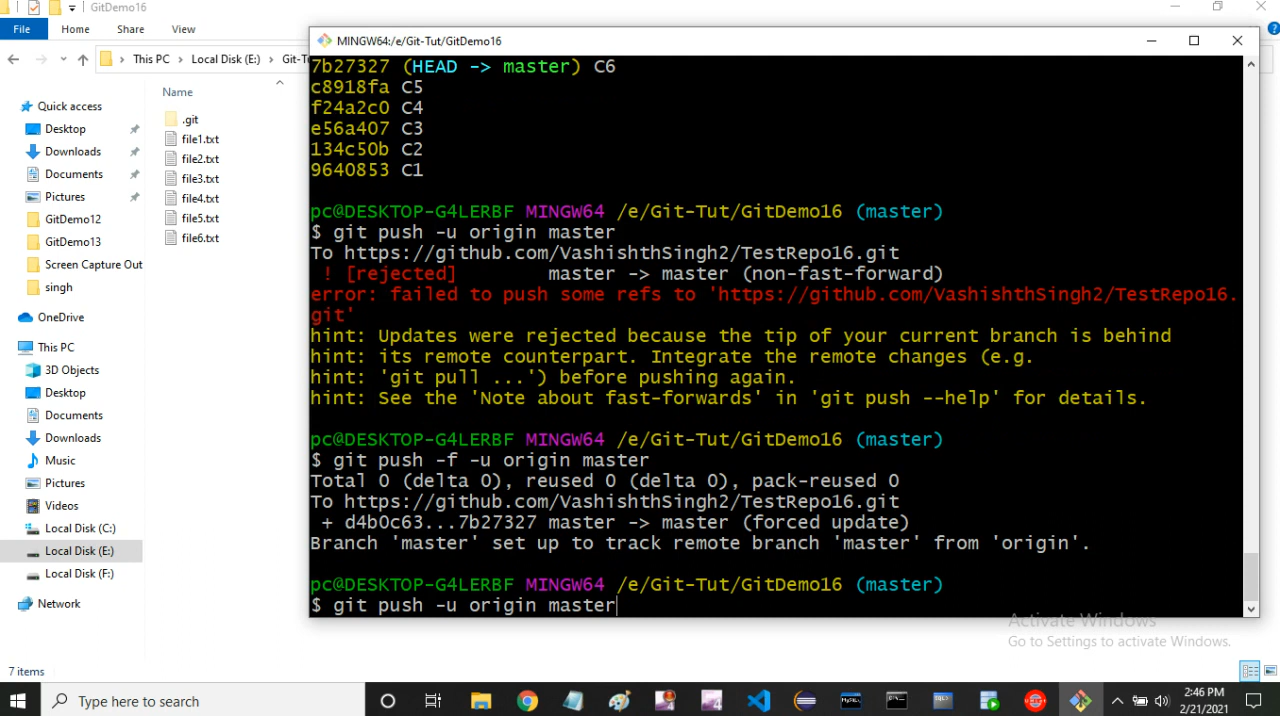 GitDemo16
File Home Share View
This PC Local Disk (E:) Git-Tu
Name
Quick access
Desktop
Downloads
Documents
Pictures
GitDemo12
GitDemo13
Screen Capture Out
singh
OneDrive
This PC
3D Objects
Desktop
Documents
Downloads
Music
Pictures
Videos
Local Disk (C:)
Local Disk (E:)
Local Disk (F:)
Network
.git
file1.txt
file2.txt
file3.txt
file4.txt
file5.txt
file6.txt
7 items
MINGW64:/e/Git-Tut/GitDemo16
7b27327 (HEAD -> master) C6
c8918fa C5
f24a2c0 C4
e56a407 C3
134c50b C2
9640853 C1
pc@DESKTOP-G4LERBF MINGW64 /e/Git-Tut/GitDemo16 (master)
$ git push -u origin master
To https://github.com/VashishthSingh2/TestRepo16.git
! [rejected] master -> master (non-fast-forward)
error: failed to push some refs to 'https://github.com/VashishthSingh2/TestRepo16.
git'
hint: Updates were rejected because the tip of your current branch is behind
hint: its remote counterpart. Integrate the remote changes (e.g.
hint: 'git pull ...') before pushing again.
hint: See the 'Note about fast-forwards' in 'git push --help' for details.
pc@DESKTOP-G4LERBF MINGW64 /e/Git-Tut/GitDemo16 (master)
$ git push -f -u origin master
Total 0 (delta 0), reused 0 (delta 0), pack-reused 0
To https://github.com/VashishthSingh2/TestRepo16.git
+ d4b0c63...7b27327 master -> master (forced update)
Branch 'master' set up to track remote branch 'master' from 'origin'.
pc@DESKTOP-G4LERBF MINGW64 /e/Git-Tut/GitDemo16 (master)
$ git push -u origin master
Activate Windows
Go to Settings to activate Windows.
Type here to search
2:46 PM
2/21/2021